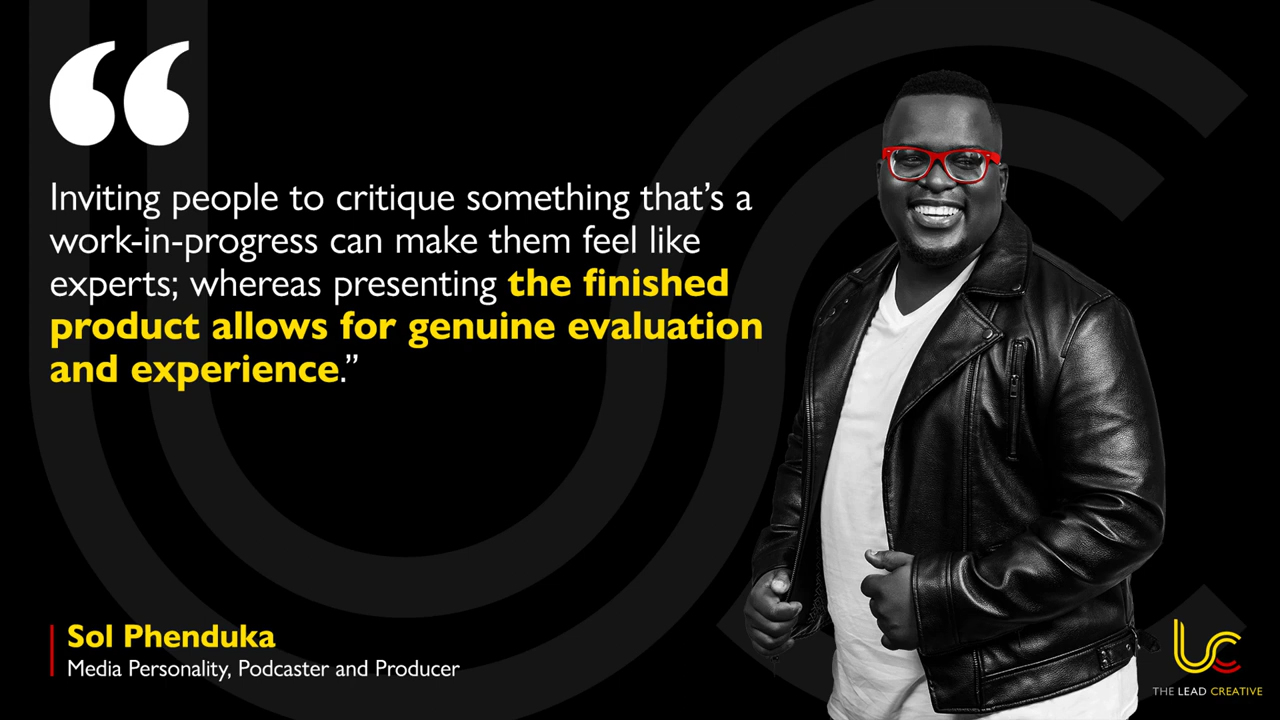 “
Inviting people to critique something that’s a
work-in-progress can make them feel like
experts; whereas presenting the finished
product allows for genuine evaluation
and experience.”
Sol Phenduka
Media Personality, Podcaster and Producer
LC
THE LEAD CREATIVE